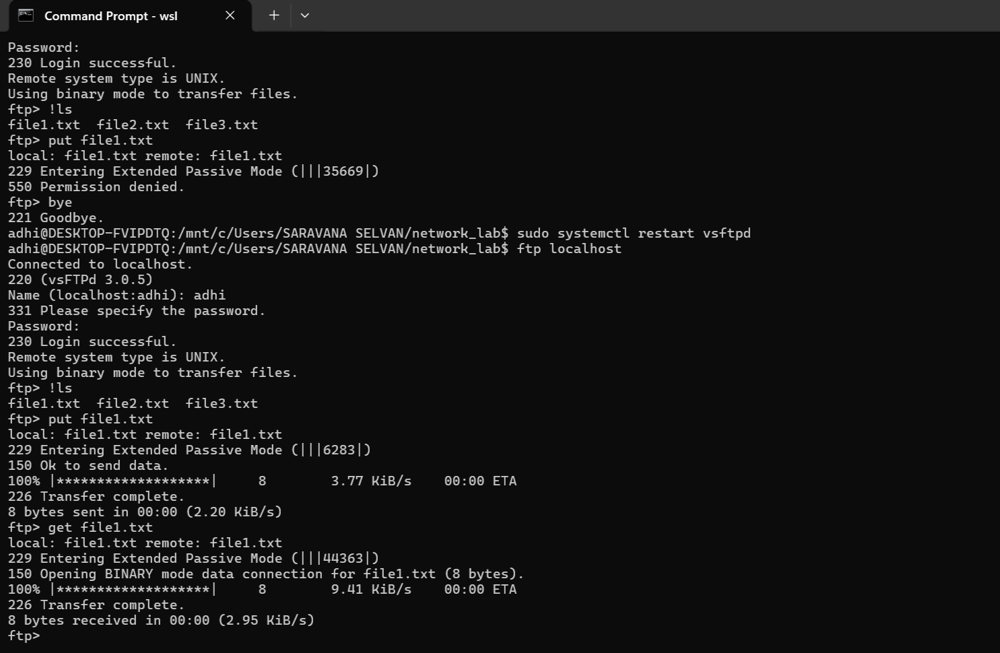 Command Prompt - wsl
Password:
230 Login successful.
Remote system type is UNIX.
Using binary mode to transfer files.
ftp> !ls
file1.txt  file2.txt  file3.txt
ftp> put file1.txt
local: file1.txt remote: file1.txt
229 Entering Extended Passive Mode (|||35669|)
550 Permission denied.
ftp> bye
221 Goodbye.
adhi@DESKTOP-FVIPDTQ:/mnt/c/Users/SARAVANA SELVAN/network_lab$ sudo systemctl restart vsftpd
adhi@DESKTOP-FVIPDTQ:/mnt/c/Users/SARAVANA SELVAN/network_lab$ ftp localhost
Connected to localhost.
220 (vsFTPd 3.0.5)
Name (localhost:adhi): adhi
331 Please specify the password.
Password:
230 Login successful.
Remote system type is UNIX.
Using binary mode to transfer files.
ftp> !ls
file1.txt  file2.txt  file3.txt
ftp> put file1.txt
local: file1.txt remote: file1.txt
229 Entering Extended Passive Mode (|||6283|)
150 Ok to send data.
100% |*******************|     8        3.77 KiB/s    00:00 ETA
226 Transfer complete.
8 bytes sent in 00:00 (2.20 KiB/s)
ftp> get file1.txt
local: file1.txt remote: file1.txt
229 Entering Extended Passive Mode (|||44363|)
150 Opening BINARY mode data connection for file1.txt (8 bytes).
100% |*******************|     8        9.41 KiB/s    00:00 ETA
226 Transfer complete.
8 bytes received in 00:00 (2.95 KiB/s)
ftp>